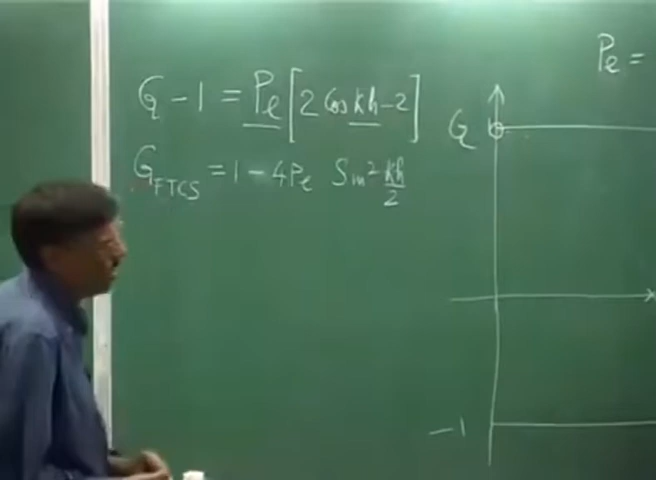 G - 1 = Pe [2 Cos kh - 2]
G_FTCS = 1 - 4Pe Sin² kh/2
Pe =
G
-1